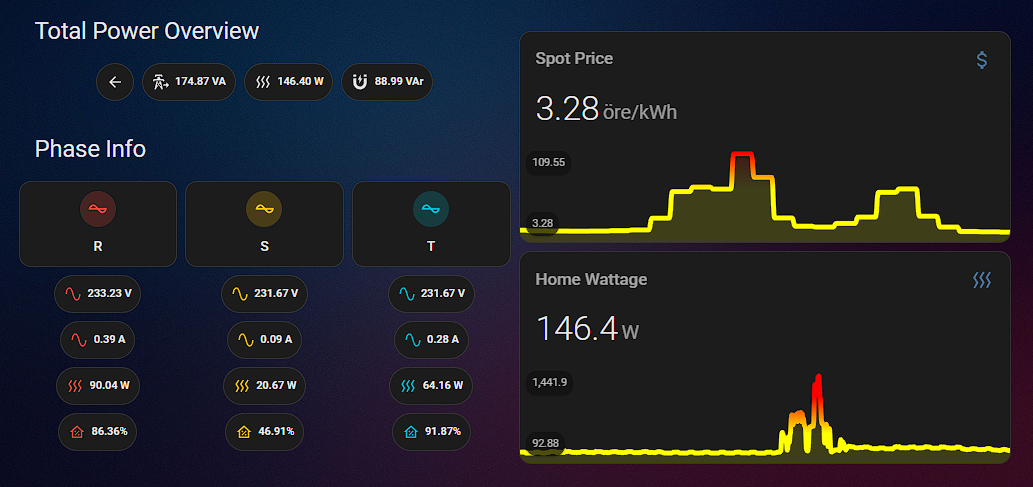 Total Power Overview
174.87 VA 146.40 W 88.99 VAr
Phase Info
R S T
233.23 V 231.67 V 231.67 V
0.39 A 0.09 A 0.28 A
90.04 W 20.67 W 64.16 W
86.36% 46.91% 91.87%
Spot Price $
3.28 öre/kWh
109.55
3.28
Home Wattage
146.4 W
1,441.9
92.88